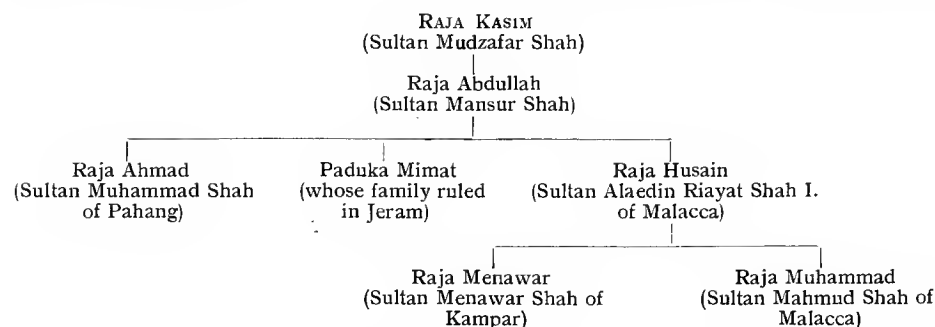 RAJA KASIM
(Sultan Mudzafar Shah)
Raja Abdullah
(Sultan Mansur Shah)
Raja Ahmad
(Sultan Muhammad Shah
of Pahang)
Paduka Mimat
(whose family ruled
in Jeram)
Raja Husain
(Sultan Alaedin Riayat Shah I.
of Malacca)
Raja Menawar
(Sultan Menawar Shah of
Kampar)
Raja Muhammad
(Sultan Mahmud Shah of
Malacca)